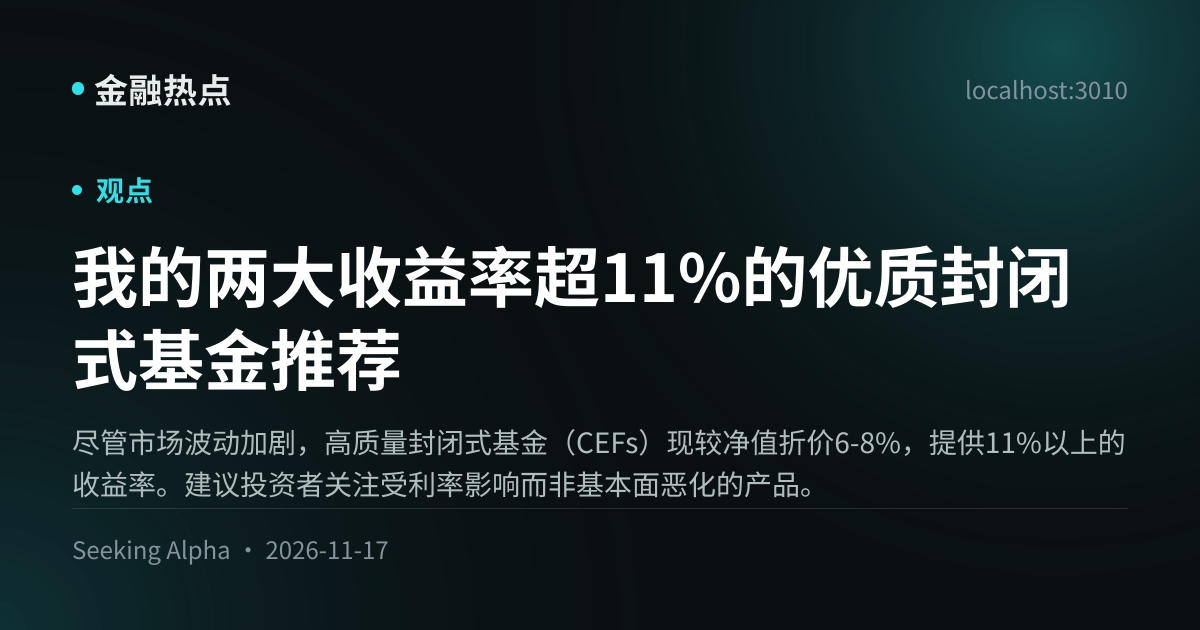 金融热点
localhost:3010
观点
我的两大收益率超11%的优质封闭
式基金推荐
尽管市场波动加剧，高质量封闭式基金（CEFs）现较净值折价6-8%，提供11%以上的
收益率。建议投资者关注受利率影响而非基本面恶化的产品。
Seeking Alpha · 2026-11-17